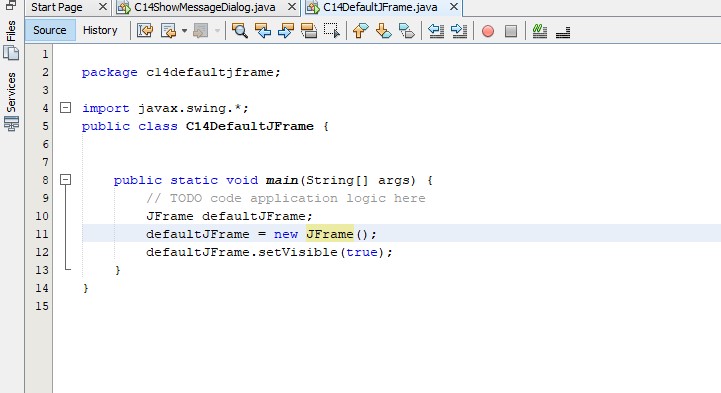 Start Page
C14ShowMessageDialog.java
C14DefaultJFrame.java
Files
Services
Source
History
1
2 package c14defaultjframe;
3
4 import javax.swing.*;
5 public class C14DefaultJFrame {
6
7
8 public static void main(String[] args) {
9 // TODO code application logic here
10 JFrame defaultJFrame;
11 defaultJFrame = new JFrame();
12 defaultJFrame.setVisible(true);
13 }
14 }
15